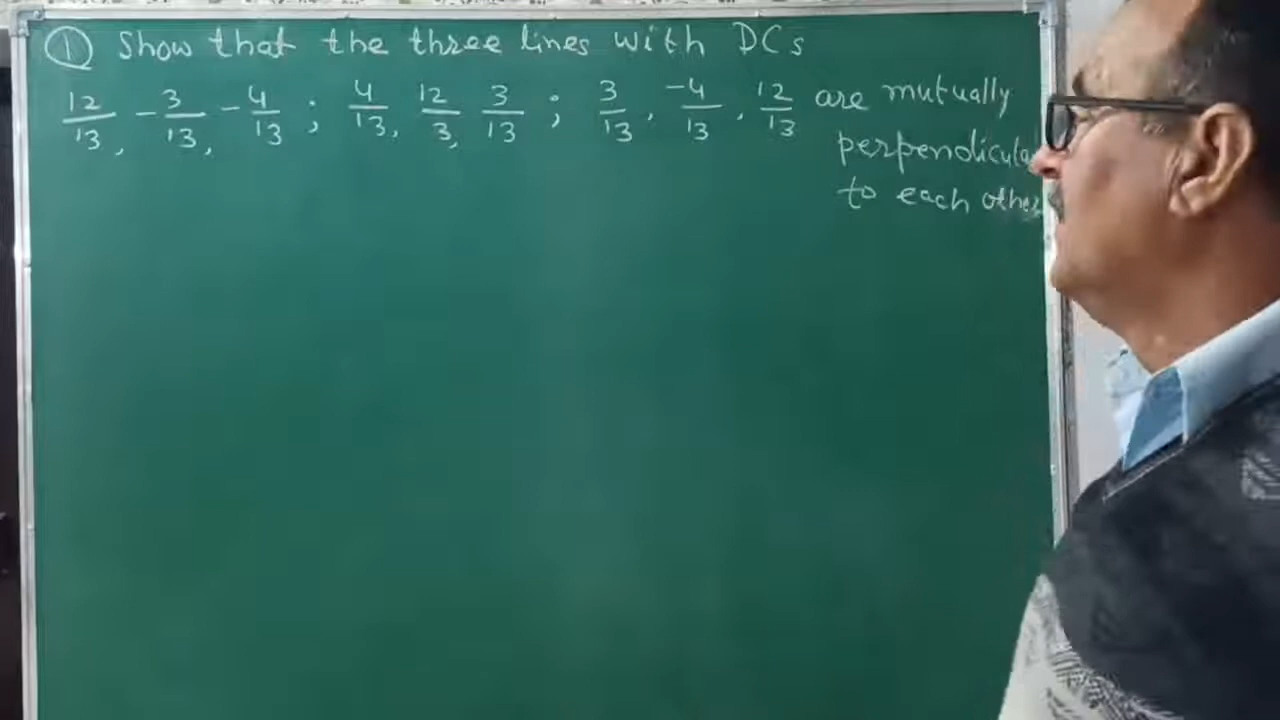 ① Show that the three lines with DCs
12/13, -3/13, -4/13 ; 4/13, 12/3, 3/13 ; 3/13, -4/13, 12/13 are mutually
perpendicular
to each other